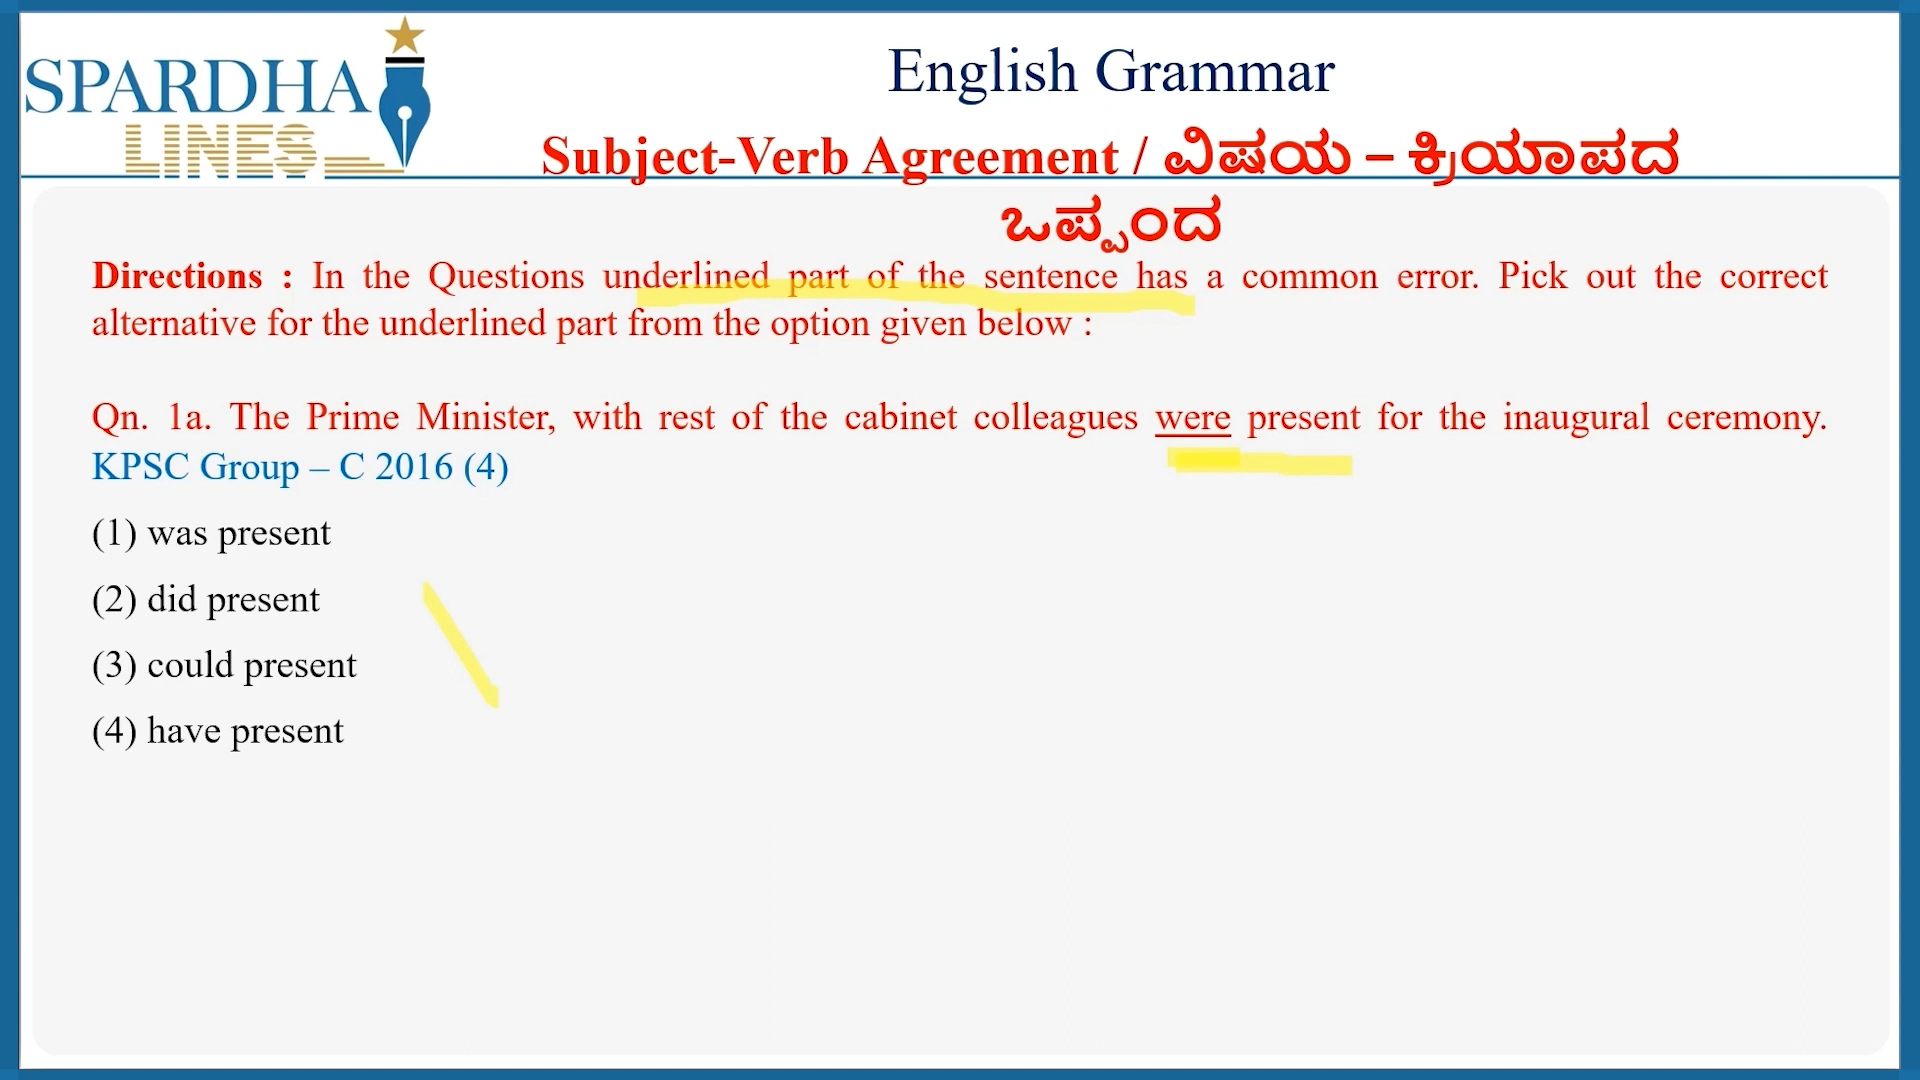 SPARDHA
LINES
English Grammar
Subject-Verb Agreement / ವಿಷಯ – ಕ್ರಿಯಾಪದ
ಒಪ್ಪಂದ
Directions : In the Questions underlined part of the sentence has a common error. Pick out the correct
alternative for the underlined part from the option given below :
Qn. 1a. The Prime Minister, with rest of the cabinet colleagues were present for the inaugural ceremony.
KPSC Group – C 2016 (4)
(1) was present
(2) did present
(3) could present
(4) have present